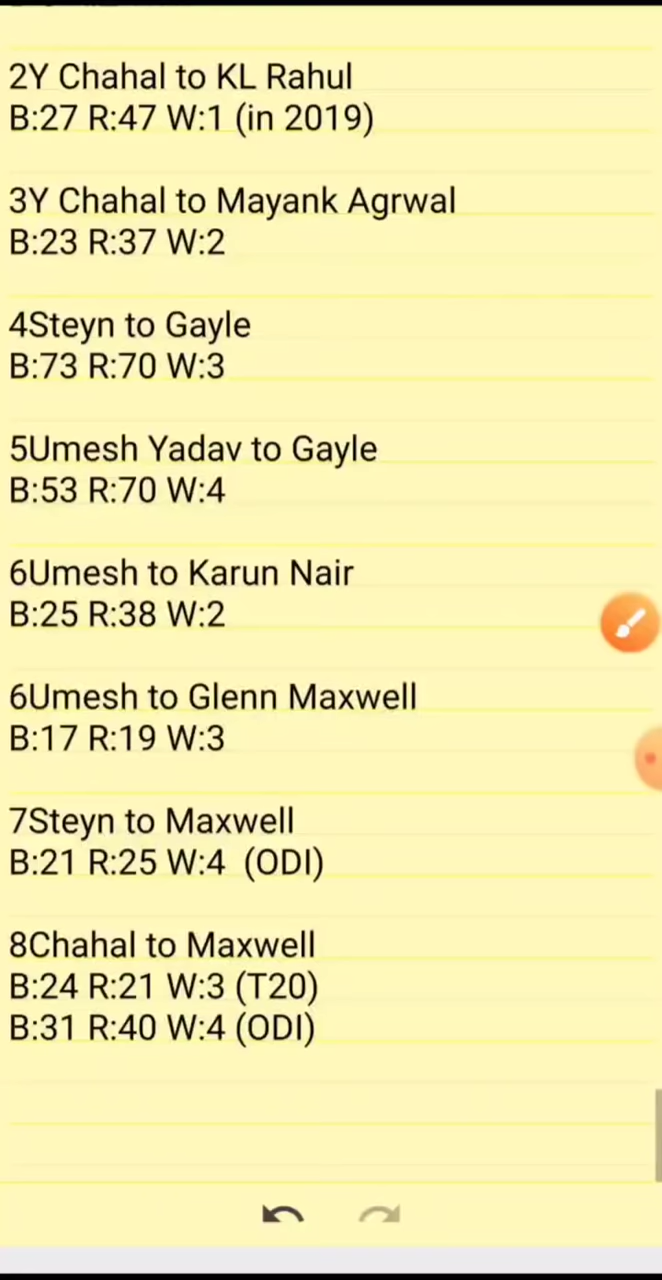 2Y Chahal to KL Rahul
B:27 R:47 W:1 (in 2019)
3Y Chahal to Mayank Agrwal
B:23 R:37 W:2
4Steyn to Gayle
B:73 R:70 W:3
5Umesh Yadav to Gayle
B:53 R:70 W:4
6Umesh to Karun Nair
B:25 R:38 W:2
6Umesh to Glenn Maxwell
B:17 R:19 W:3
7Steyn to Maxwell
B:21 R:25 W:4  (ODI)
8Chahal to Maxwell
B:24 R:21 W:3 (T20)
B:31 R:40 W:4 (ODI)